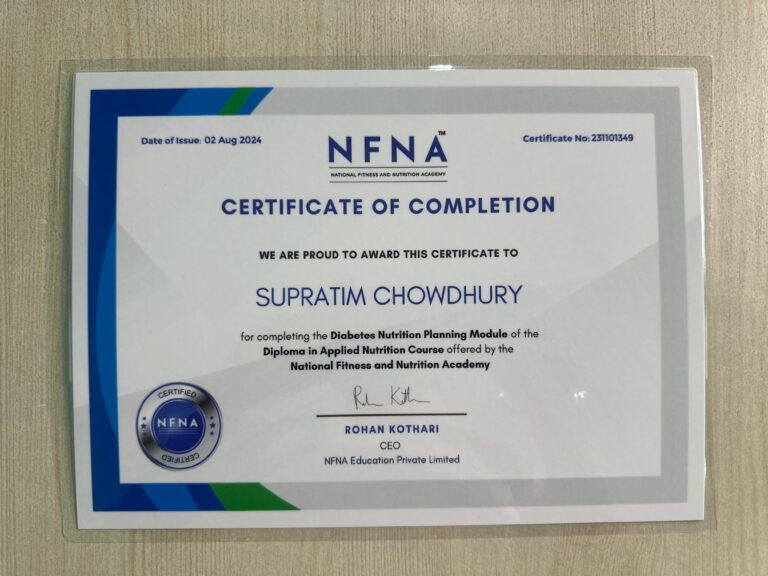 Date of Issue: 02 Aug 2024
Certificate No: 231101349
NFNA™
NATIONAL FITNESS AND NUTRITION ACADEMY
CERTIFICATE OF COMPLETION
WE ARE PROUD TO AWARD THIS CERTIFICATE TO
SUPRATIM CHOWDHURY
for completing the Diabetes Nutrition Planning Module of the
Diploma in Applied Nutrition Course offered by the
National Fitness and Nutrition Academy
ROHAN KOTHARI
CEO
NFNA Education Private Limited
CERTIFIED
NFNA
CERTIFIED